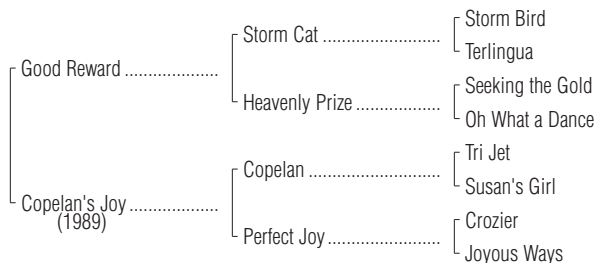 Storm Bird
Storm Cat ........................
Terlingua
Good Reward ...................
Seeking the Gold
Heavenly Prize .................
Oh What a Dance
Tri Jet
Copelan ...........................
Susan's Girl
Copelan's Joy ..................
(1989)
Crozier
Perfect Joy .......................
Joyous Ways